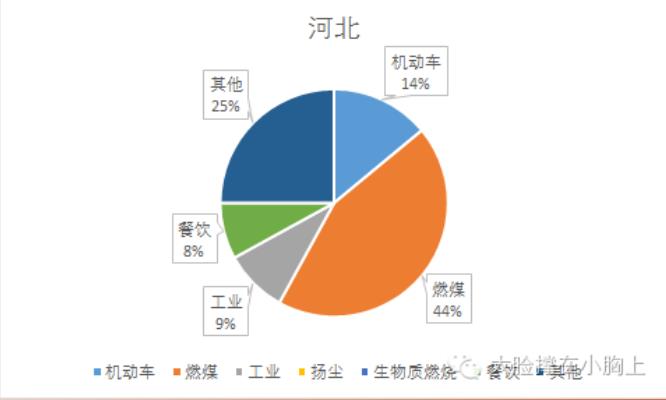 河北
机动车
14%
其他
25%
餐饮
8%
工业
9%
燃煤
44%
机动车 燃煤 工业 扬尘 生物质燃烧 餐饮 其他
大脸撑在小胸上